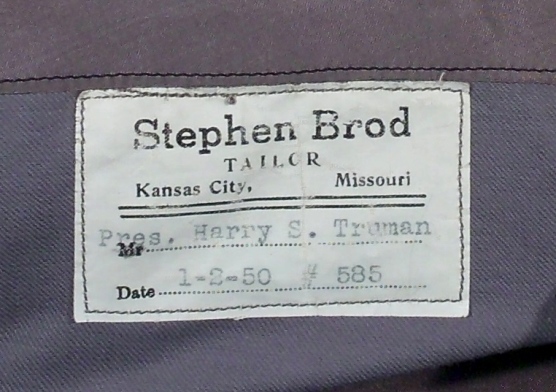 Stephen Brod
TAILOR
Kansas City, Missouri
Pres. Harry S. Truman
Mr
Date 1-2-50 # 585